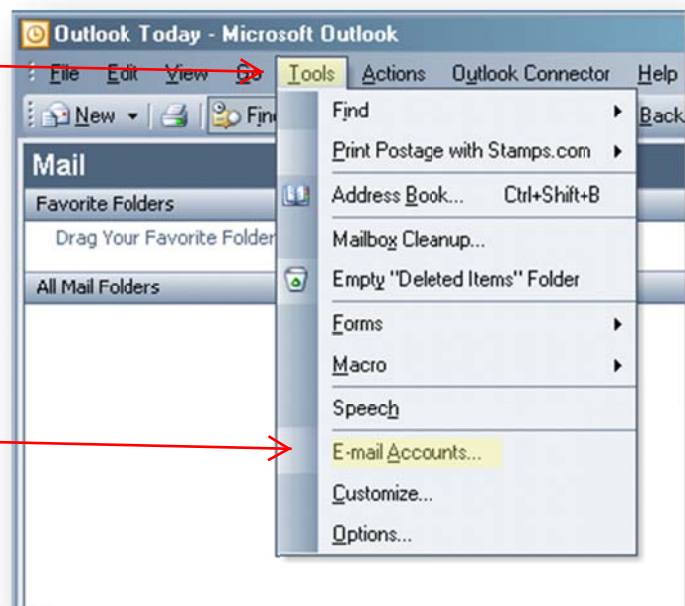 Outlook Today - Microsoft Outlook
File Edit View Go Tools Actions Outlook Connector Help
New Find Back
Mail
Favorite Folders
Drag Your Favorite Folder
All Mail Folders
Find
Print Postage with Stamps.com
Address Book... Ctrl+Shift+B
Mailbox Cleanup...
Empty "Deleted Items" Folder
Forms
Macro
Speech
E-mail Accounts...
Customize...
Options...